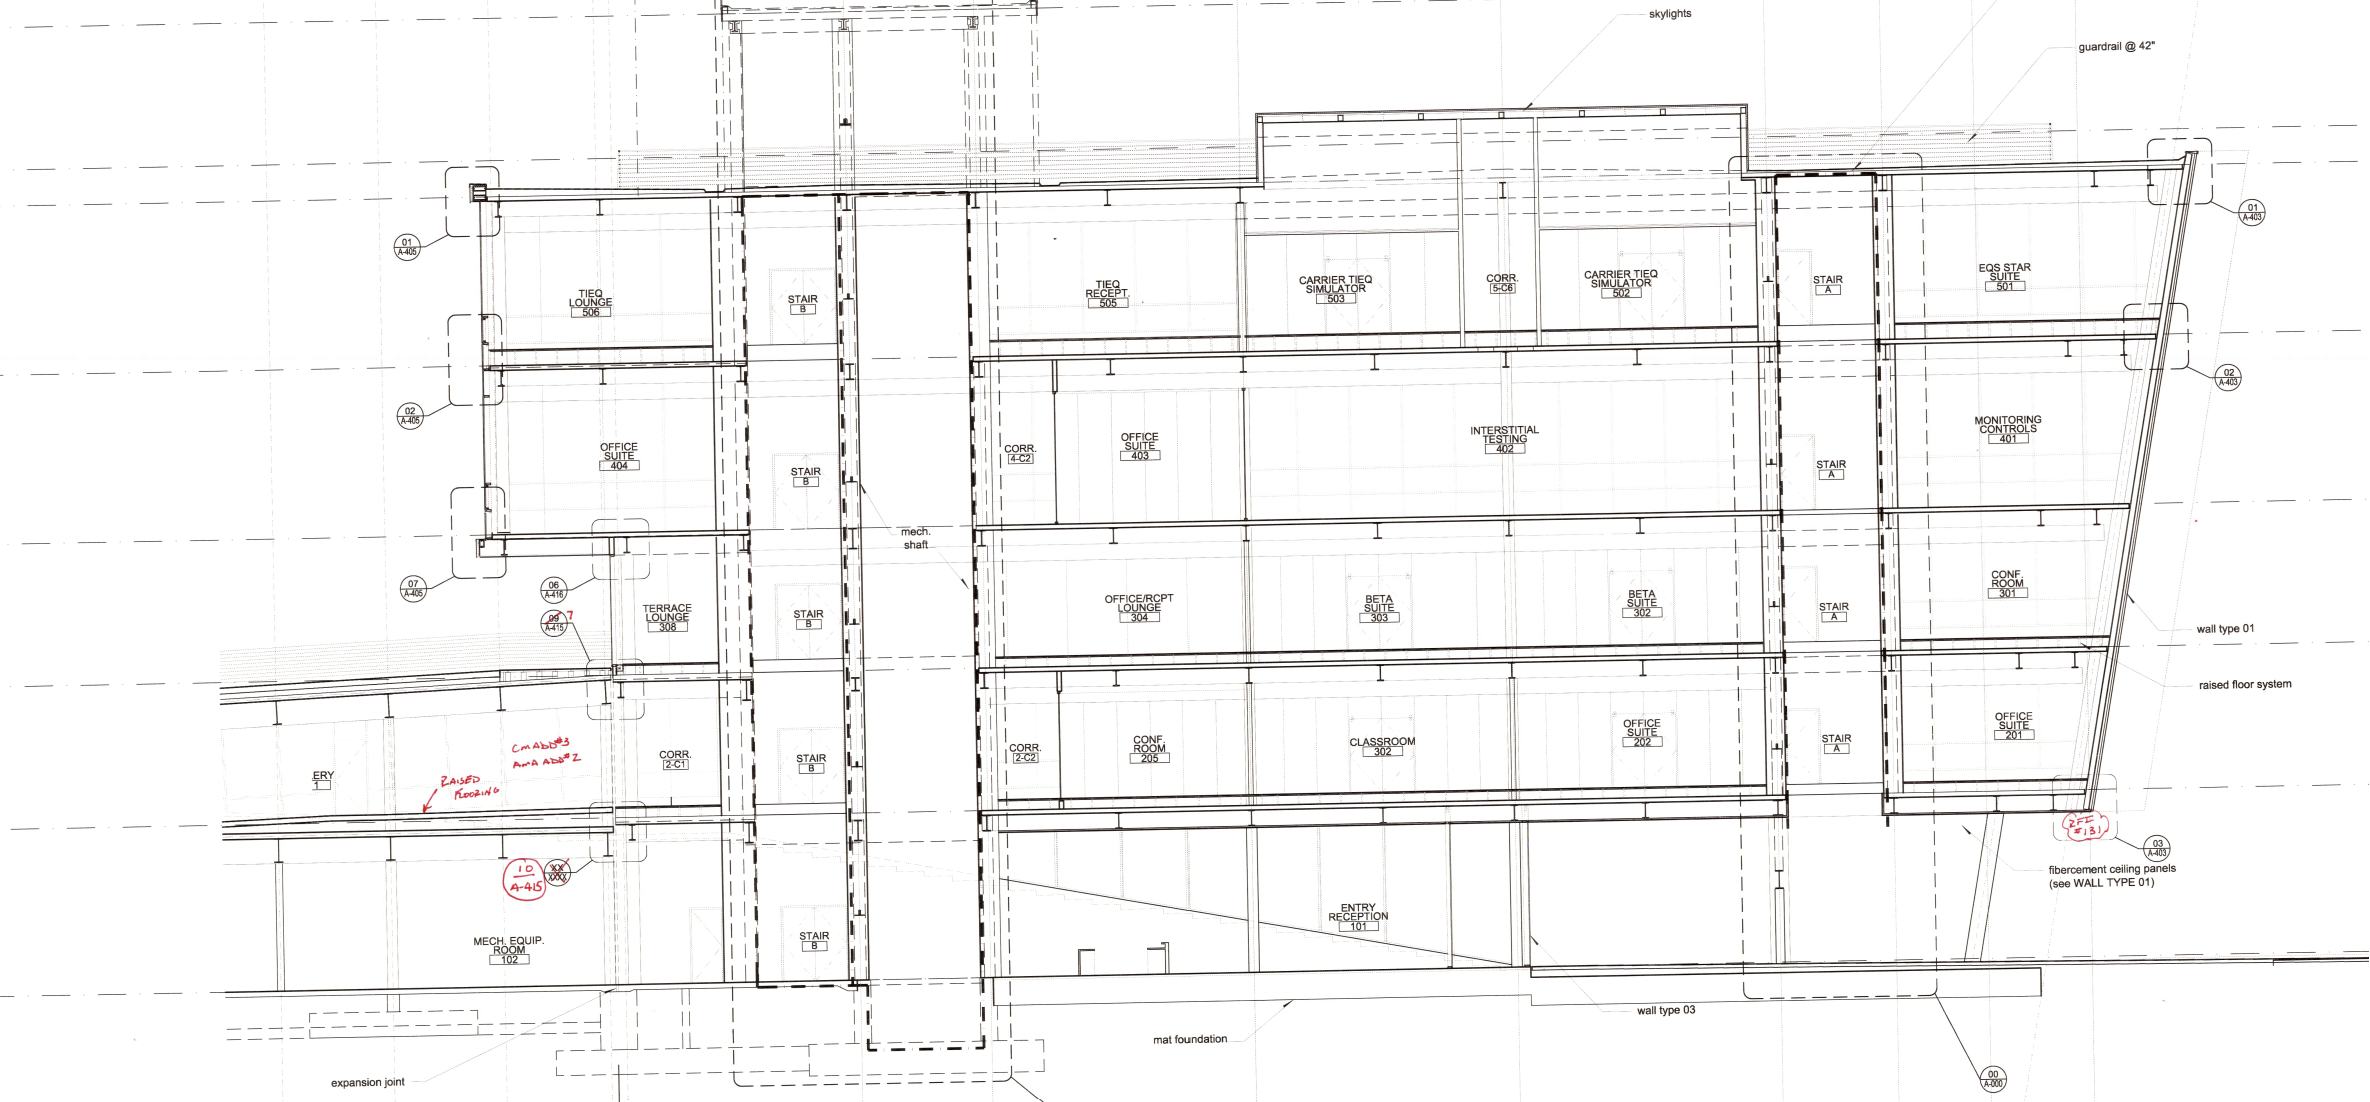 skylights
guardrail @ 42"
01
A-405
01
A-403
TIEQ
LOUNGE
506
STAIR
B
TIEQ
RECEPT.
505
CARRIER TIEQ
SIMULATOR
503
CORR.
5-C6
CARRIER TIEQ
SIMULATOR
502
STAIR
A
EQS STAR
SUITE
501
02
A-405
02
A-403
OFFICE
SUITE
404
STAIR
B
CORR.
4-C2
OFFICE
SUITE
403
INTERSTITIAL
TESTING
402
STAIR
A
MONITORING
CONTROLS
401
mech.
shaft
07
A-405
06
A-416
09 7
A-415
TERRACE
LOUNGE
308
STAIR
B
OFFICE/RCPT
LOUNGE
304
BETA
SUITE
303
BETA
SUITE
302
STAIR
A
CONF.
ROOM
301
wall type 01
raised floor system
ERY
1
CM ADD #3
AMA ADD #2
RAISED
FLOORING
CORR.
2-C1
STAIR
B
CORR.
2-C2
CONF.
ROOM
205
CLASSROOM
302
OFFICE
SUITE
202
STAIR
A
OFFICE
SUITE
201
RFI
#131
03
A-403
fibercement ceiling panels
(see WALL TYPE 01)
10
A-415
XX
XXXX
MECH. EQUIP.
ROOM
102
STAIR
B
ENTRY
RECEPTION
101
wall type 03
mat foundation
expansion joint
00
A-000